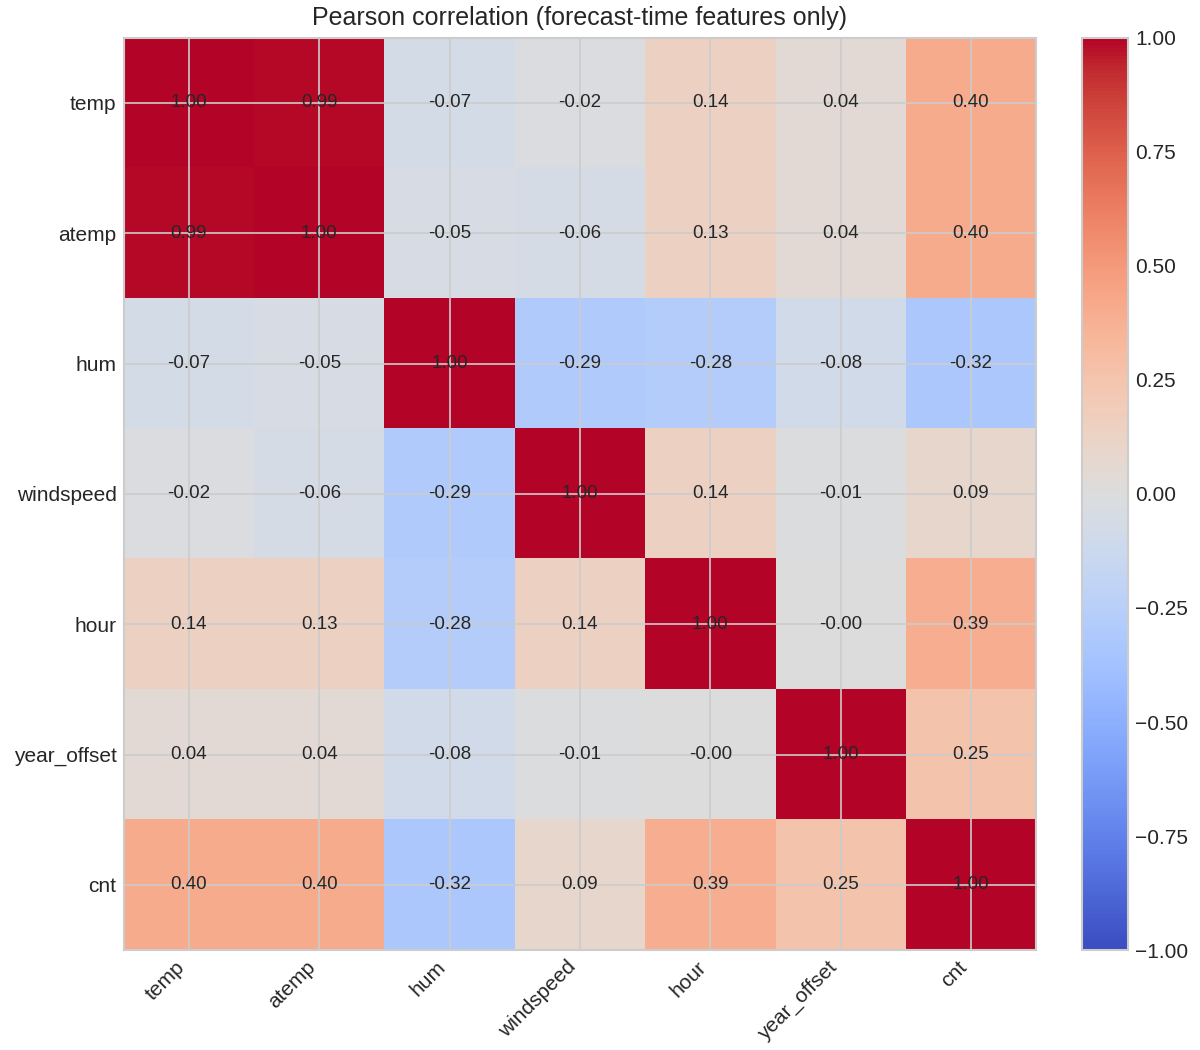 Pearson correlation (forecast-time features only)
temp 1.00 0.99 -0.07 -0.02 0.14 0.04 0.40
atemp 0.99 1.00 -0.05 -0.06 0.13 0.04 0.40
hum -0.07 -0.05 1.00 -0.29 -0.28 -0.08 -0.32
windspeed -0.02 -0.06 -0.29 1.00 0.14 -0.01 0.09
hour 0.14 0.13 -0.28 0.14 1.00 -0.00 0.39
year_offset 0.04 0.04 -0.08 -0.01 -0.00 1.00 0.25
cnt 0.40 0.40 -0.32 0.09 0.39 0.25 1.00
temp atemp hum windspeed hour year_offset cnt
1.00
0.75
0.50
0.25
0.00
−0.25
−0.50
−0.75
−1.00